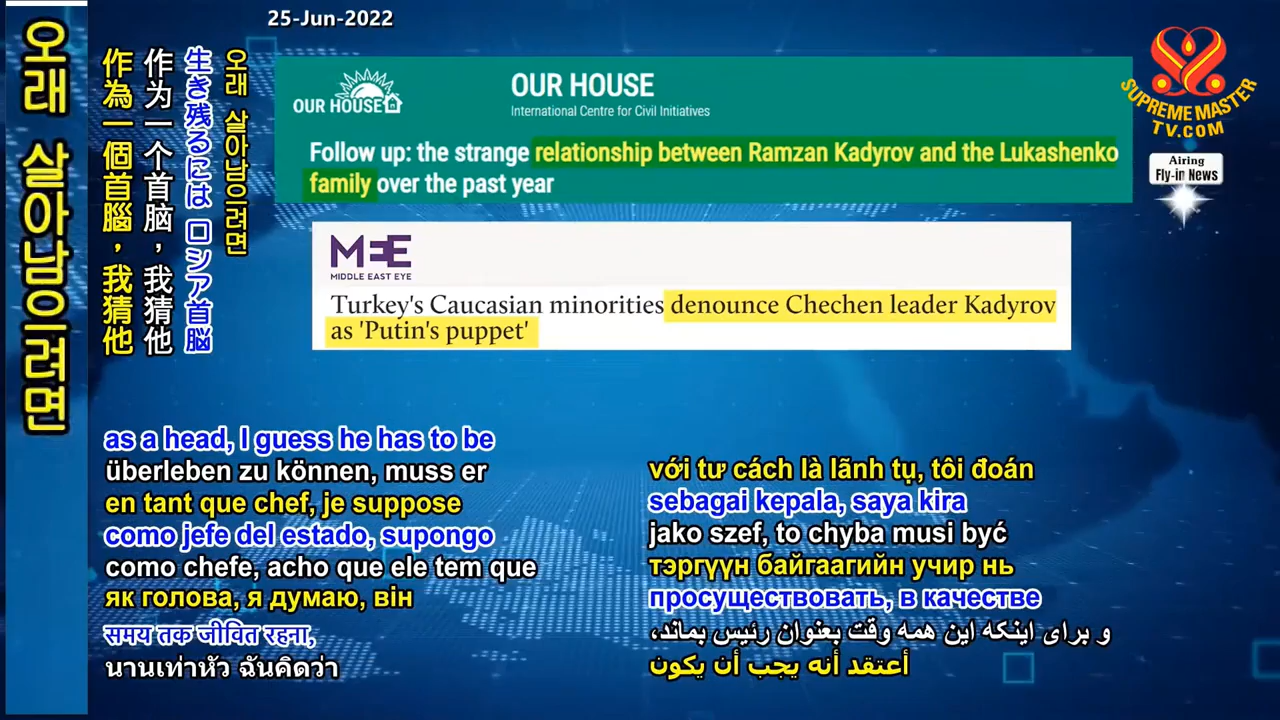 25-Jun-2022
오래 살아남으려면
作為一個首腦，我猜他
作为一个首脑，我猜他
生き残るには ロシア首脳
오래 살아남으려면
OUR HOUSE
OUR HOUSE
International Centre for Civil Initiatives
Follow up: the strange relationship between Ramzan Kadyrov and the Lukashenko
family over the past year
SUPREME MASTER
TV.COM
Airing
Fly-in News
MEE
MIDDLE EAST EYE
Turkey's Caucasian minorities denounce Chechen leader Kadyrov
as 'Putin's puppet'
as a head, I guess he has to be
überleben zu können, muss er
en tant que chef, je suppose
como jefe del estado, supongo
como chefe, acho que ele tem que
як голова, я думаю, він
समय तक जीवित रहना,
นานเท่าหัว ฉันคิดว่า
với tư cách là lãnh tụ, tôi đoán
sebagai kepala, saya kira
jako szef, to chyba musi być
тэргүүн байгаагийн учир нь
просуществовать, в качестве
و برای اینکه این همه وقت بعنوان رئیس بماند،
أعتقد أنه يجب أن يكون